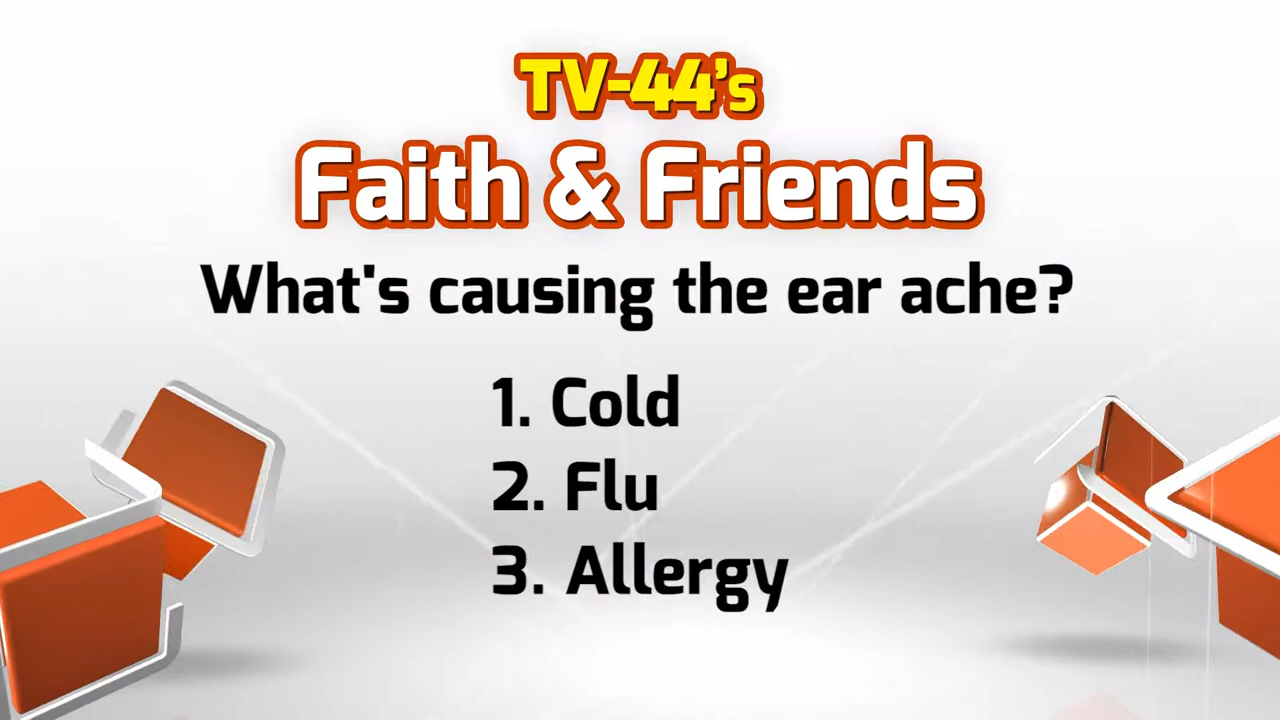 TV-44’s
Faith & Friends
What's causing the ear ache?
1. Cold
2. Flu
3. Allergy